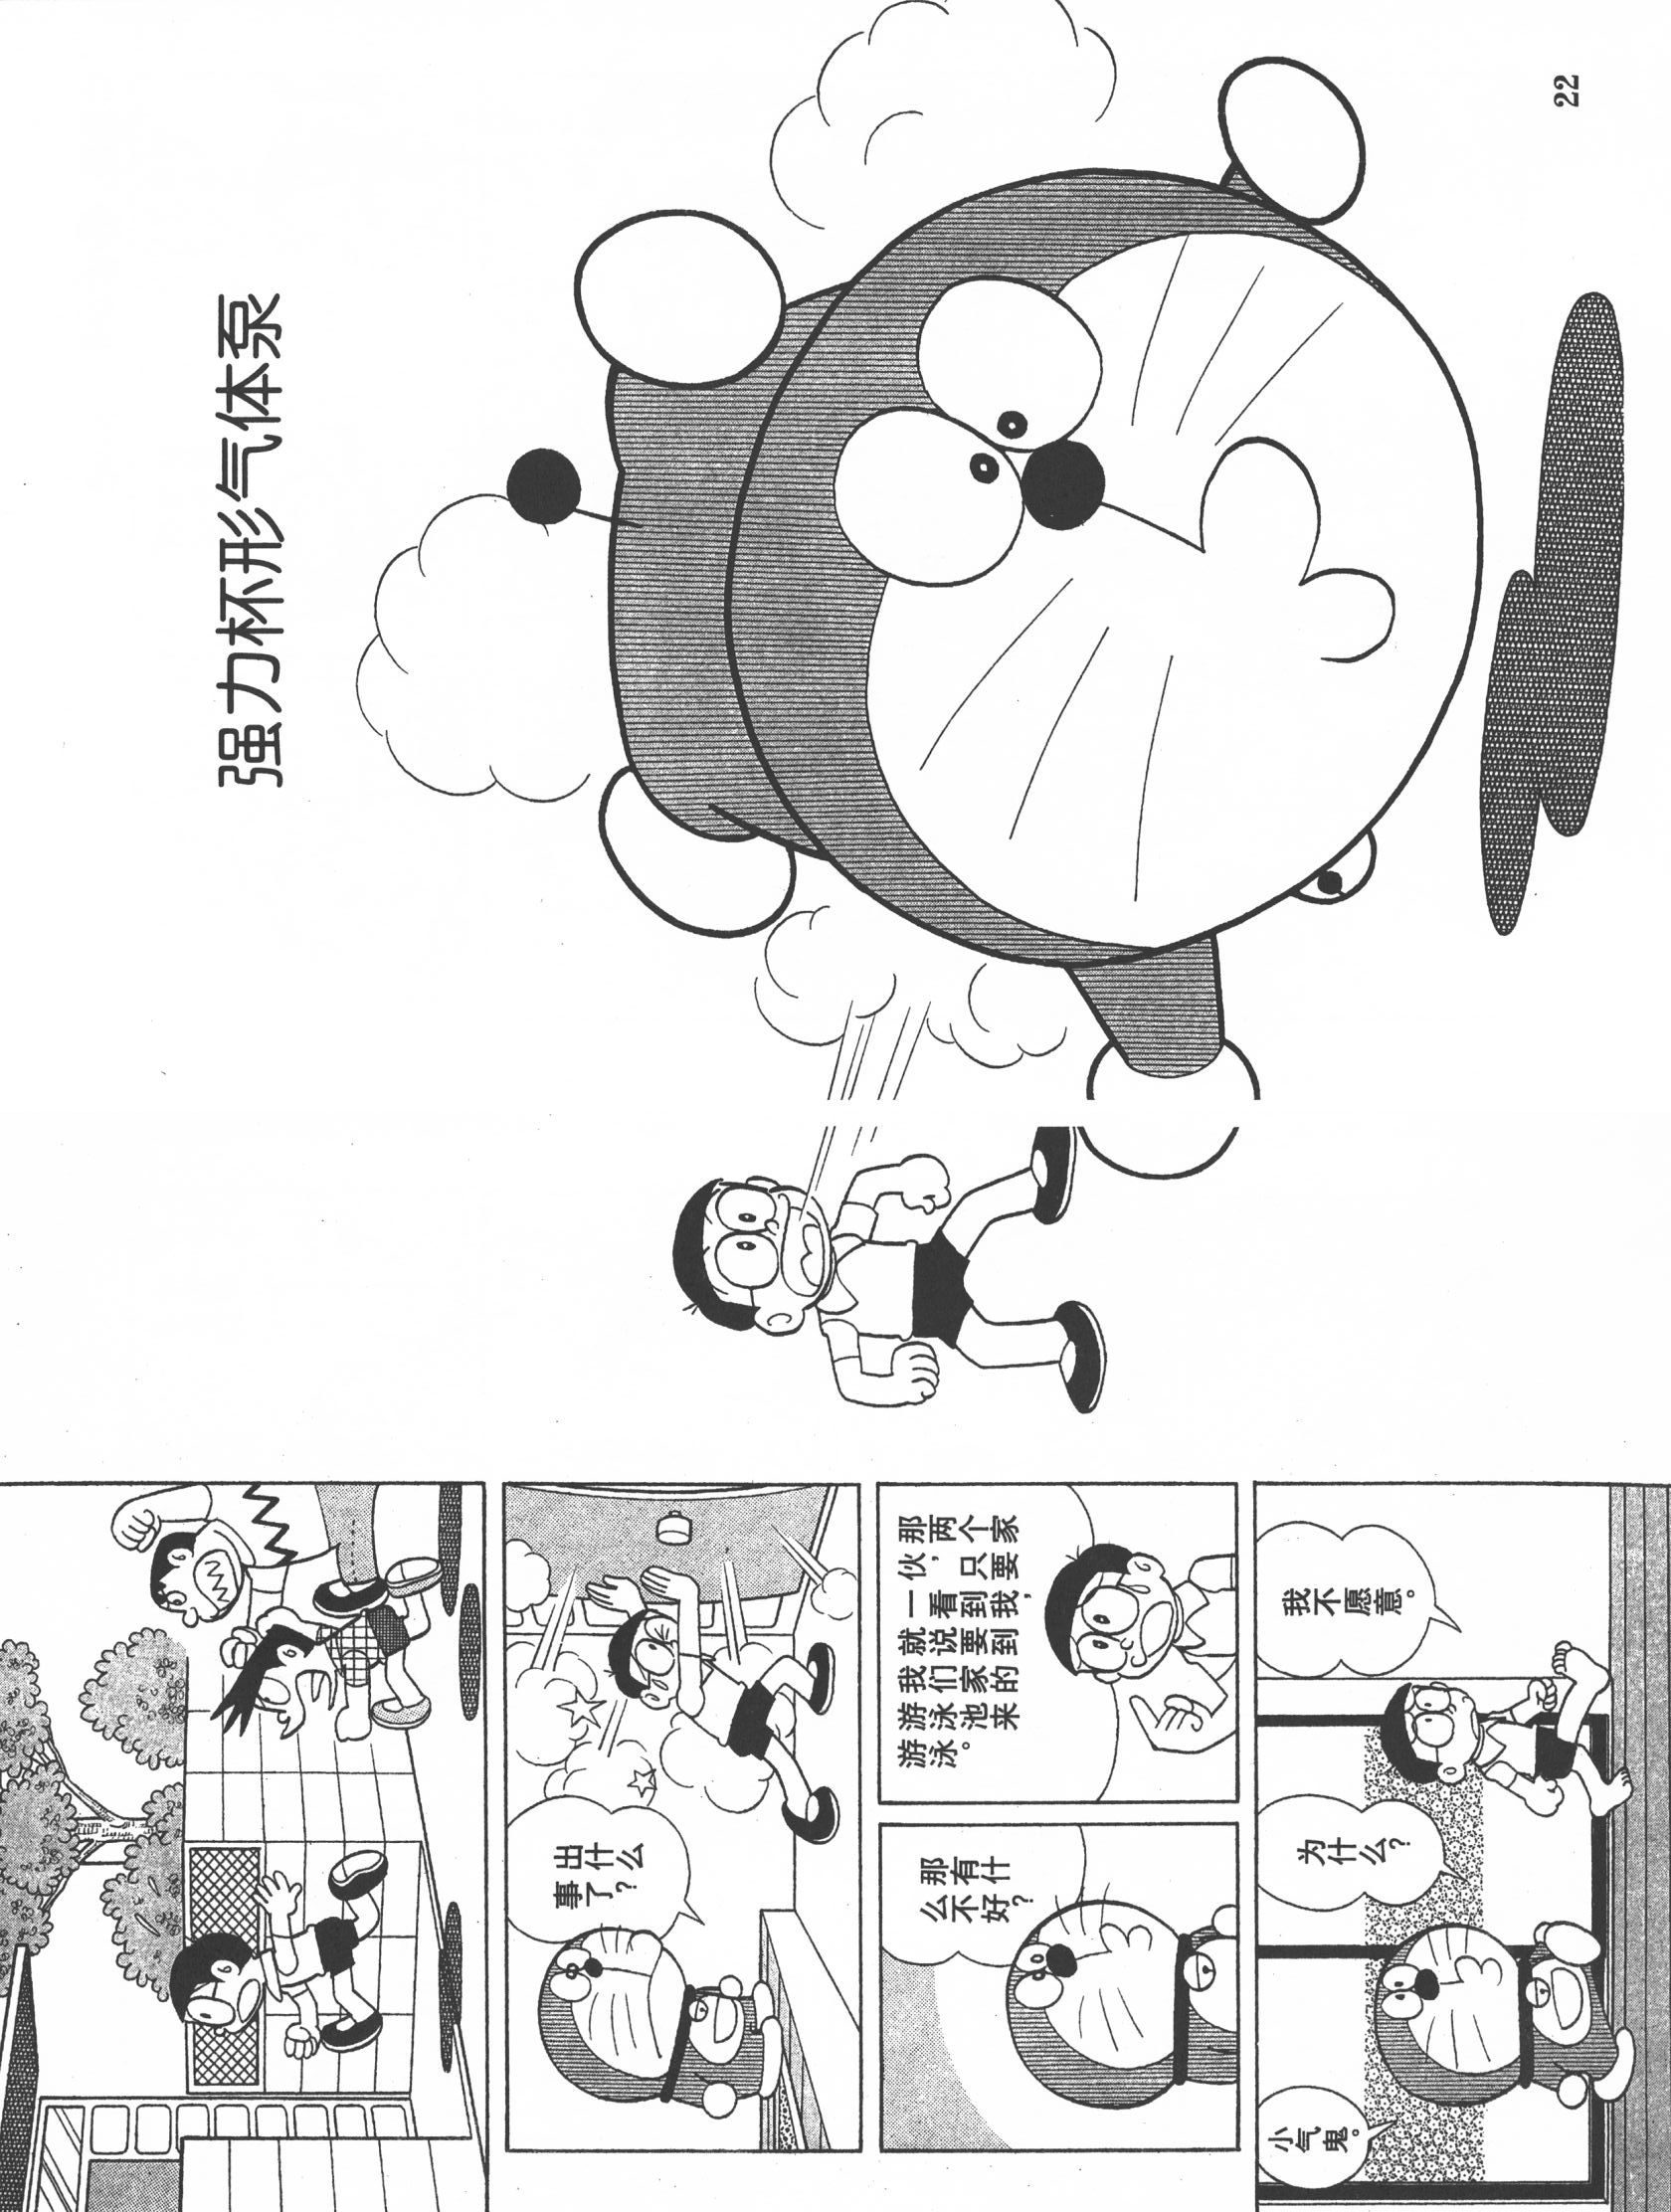 强力杯形气体泵
22
出什么
事了?
那两个家
伙，只要
一看到我，
就说要到
我们家的
游泳池来
游泳。
那有什
么不好?
我不愿意。
为什么?
小气鬼。